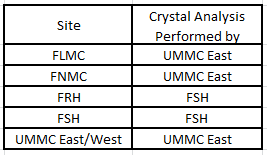 Site Crystal Analysis Performed by
FLMC UMMC East
FNMC UMMC East
FRH FSH
FSH FSH
UMMC East/West UMMC East